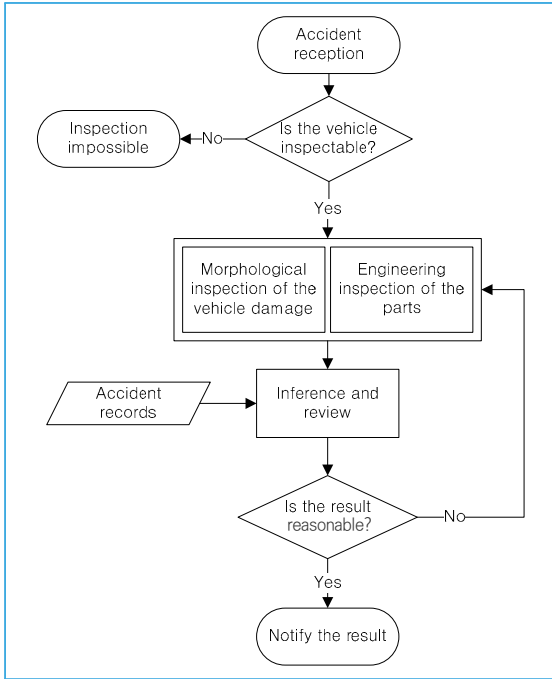 Accident
reception
Is the vehicle
inspectable?
No
Inspection
impossible
Yes
Morphological
inspection of the
vehicle damage
Engineering
inspection of the
parts
Accident
records
Inference and
review
Is the result
reasonable?
No
Yes
Notify the result